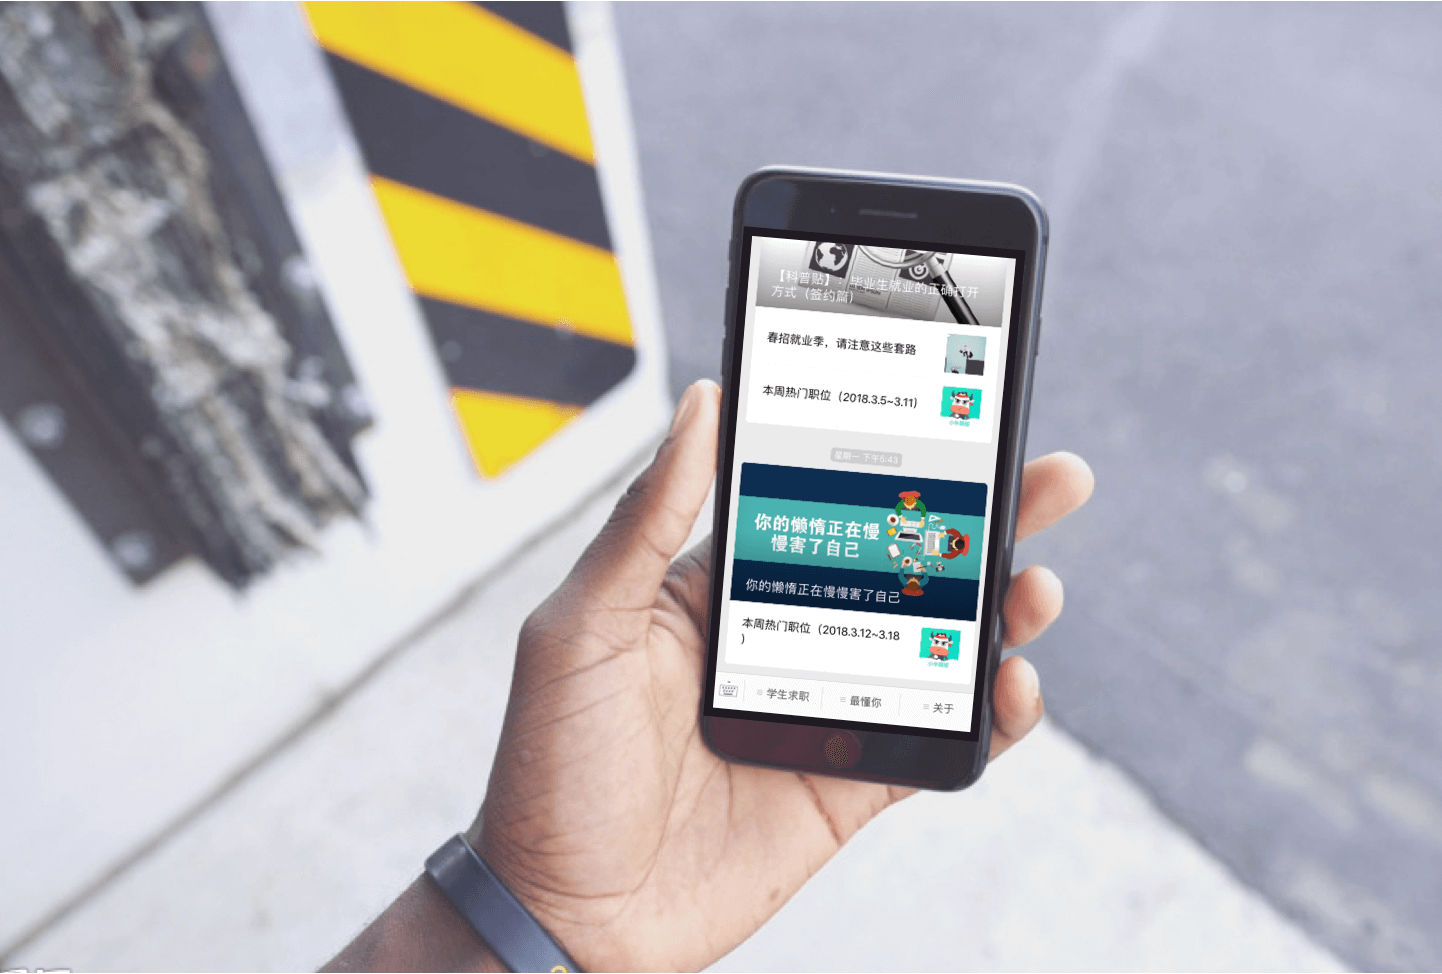 【科普贴】：毕业生就业的正确打开
方式（签约篇）
春招就业季，请注意这些套路
本周热门职位（2018.3.5~3.11）
星期一 下午5:43
你的懒惰正在慢
慢害了自己
你的懒惰正在慢慢害了自己
本周热门职位（2018.3.12~3.18
）
≡ 学生求职
≡ 最懂你
≡ 关于